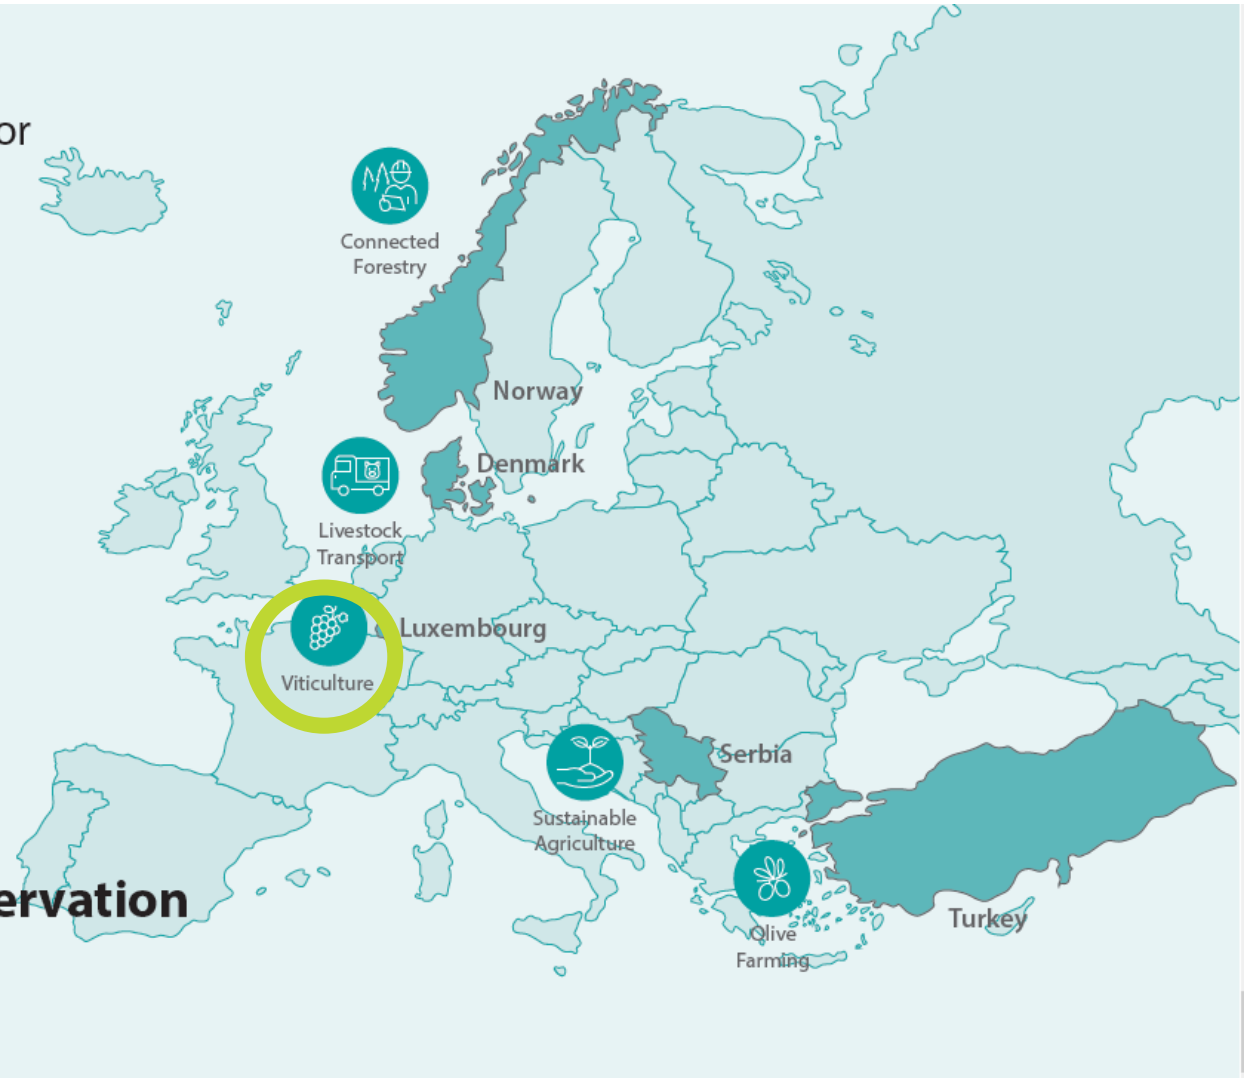 or
Connected
Forestry
Norway
Denmark
Livestock
Transport
Luxembourg
Viticulture
Serbia
Sustainable
Agriculture
ervation
Turkey
Olive
Farming